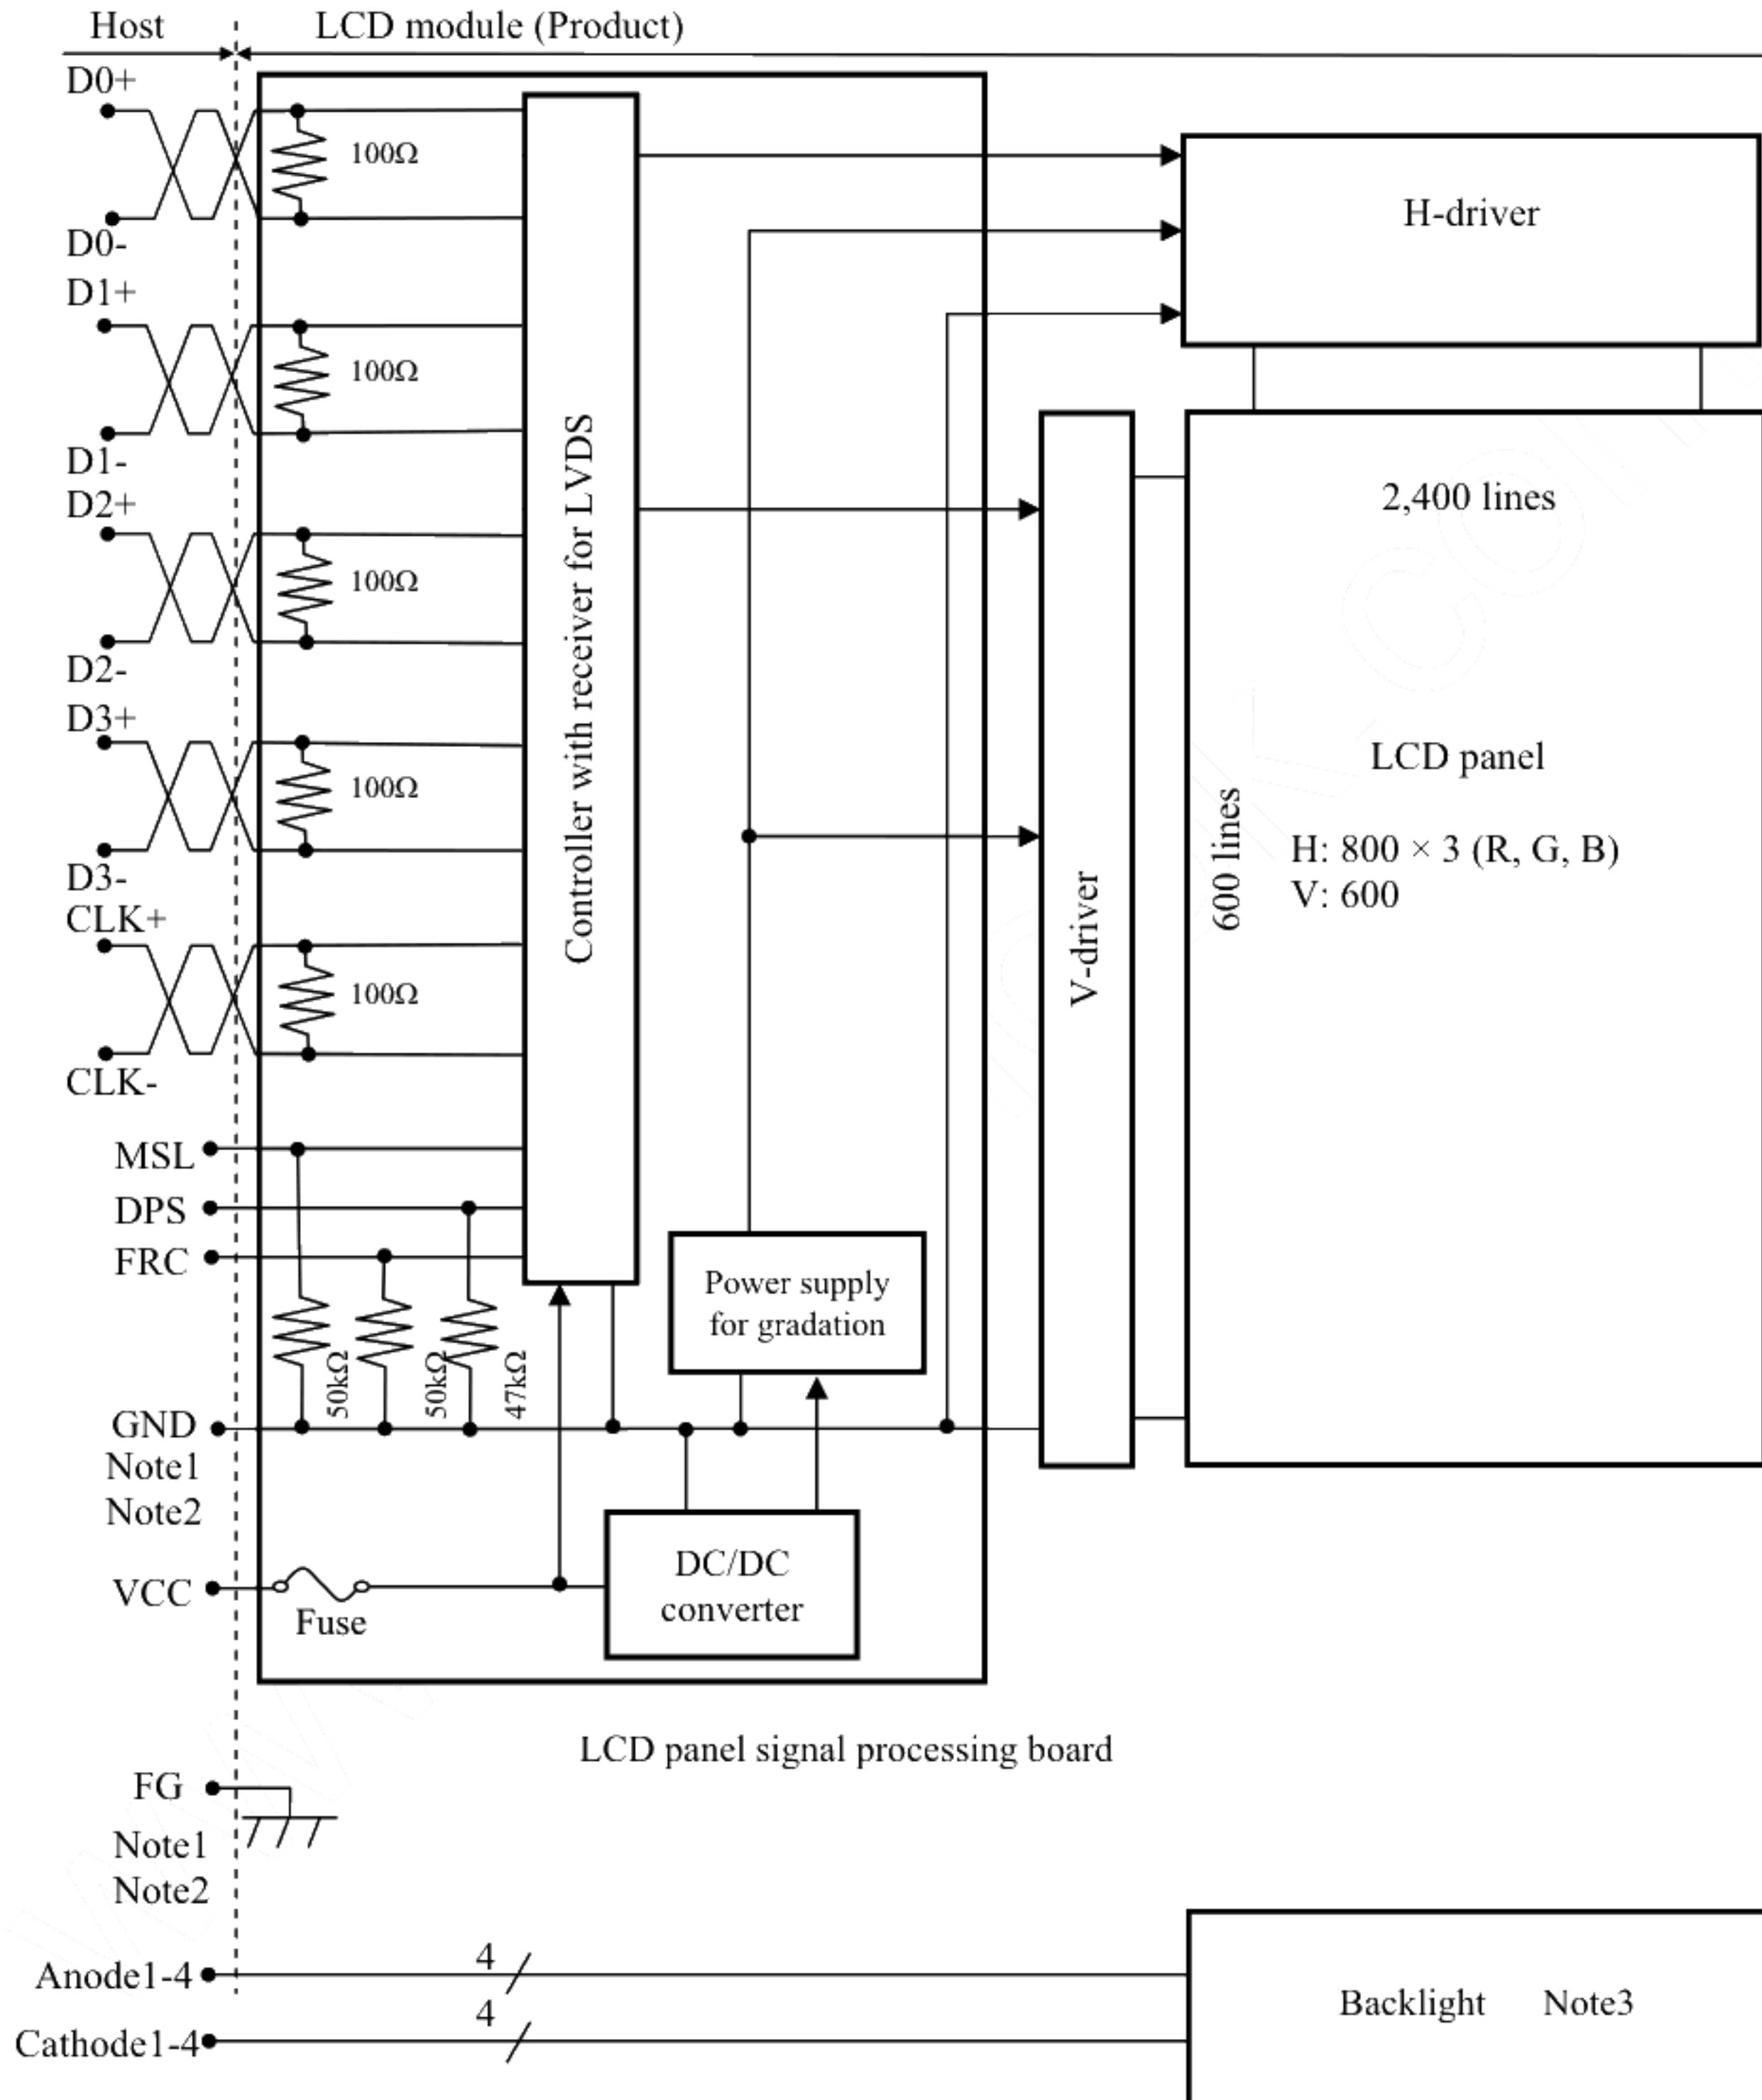 Host
LCD module (Product)
D0+
100Ω
D0-
D1+
100Ω
D1-
D2+
100Ω
D2-
D3+
100Ω
D3-
CLK+
100Ω
CLK-
MSL
DPS
FRC
50kΩ
50kΩ
47kΩ
GND
Note1
Note2
VCC
Fuse
Controller with receiver for LVDS
Power supply
for gradation
DC/DC
converter
H-driver
V-driver
2,400 lines
600 lines
LCD panel
H: 800 × 3 (R, G, B)
V: 600
LCD panel signal processing board
FG
Note1
Note2
Anode1-4
4
Cathode1-4
4
Backlight Note3